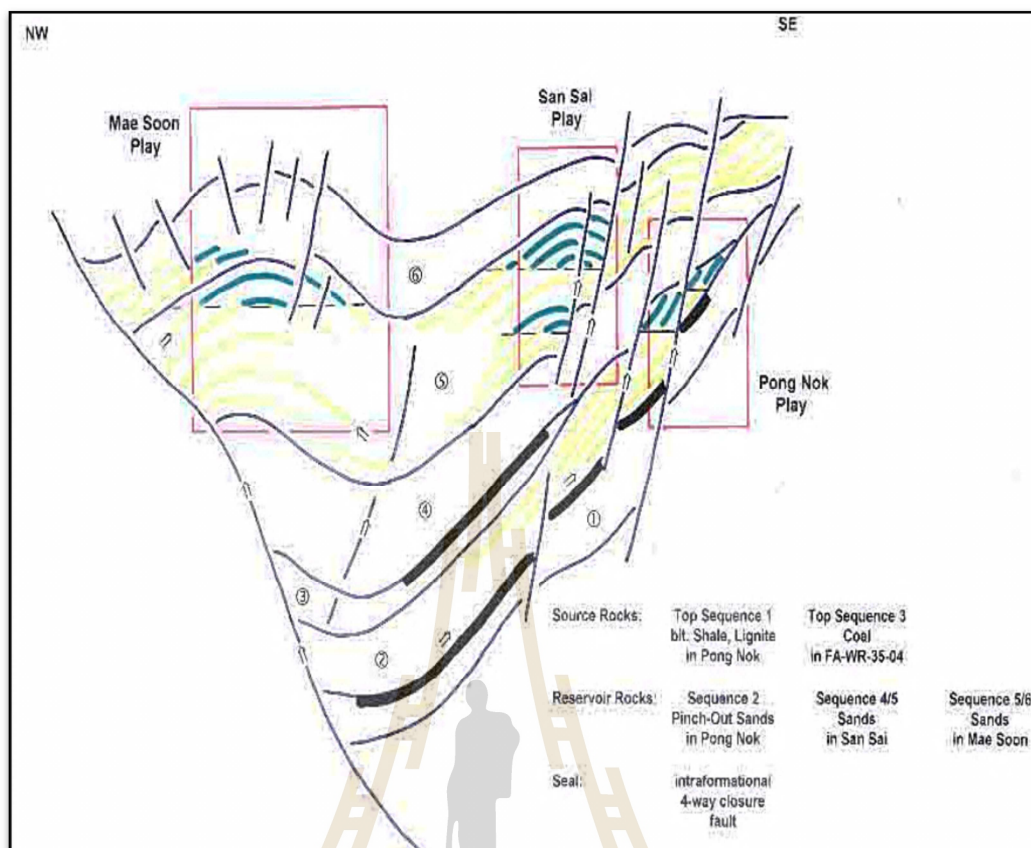 NW
SE
Mae Soon
Play
San Sai
Play
Pong Nok
Play
⑥
⑤
④
①
③
②
Source Rocks:
Top Sequence 1
bit. Shale, Lignite
in Pong Nok
Top Sequence 3
Coal
in FA-WR-35-04
Reservoir Rocks:
Sequence 2
Pinch-Out Sands
in Pong Nok
Sequence 4/5
Sands
in San Sai
Sequence 5/6
Sands
in Mae Soon
Seal:
intraformational
4-way closure
fault